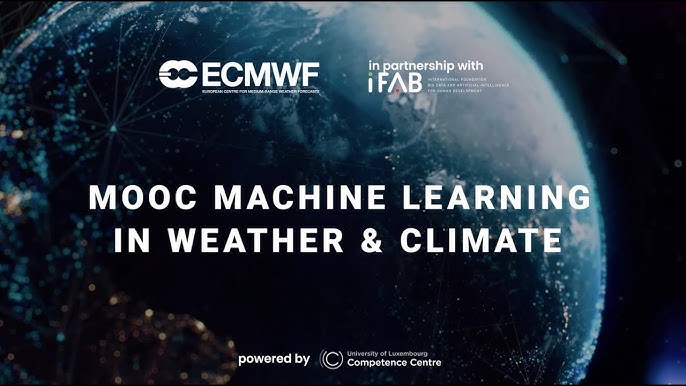 ECMWF
EUROPEAN CENTRE FOR MEDIUM-RANGE WEATHER FORECASTS
in partnership with
iFAB
INTERNATIONAL FOUNDATION
BIG DATA AND ARTIFICIAL INTELLIGENCE
FOR HUMAN DEVELOPMENT
MOOC MACHINE LEARNING
IN WEATHER & CLIMATE
powered by
University of Luxembourg
Competence Centre